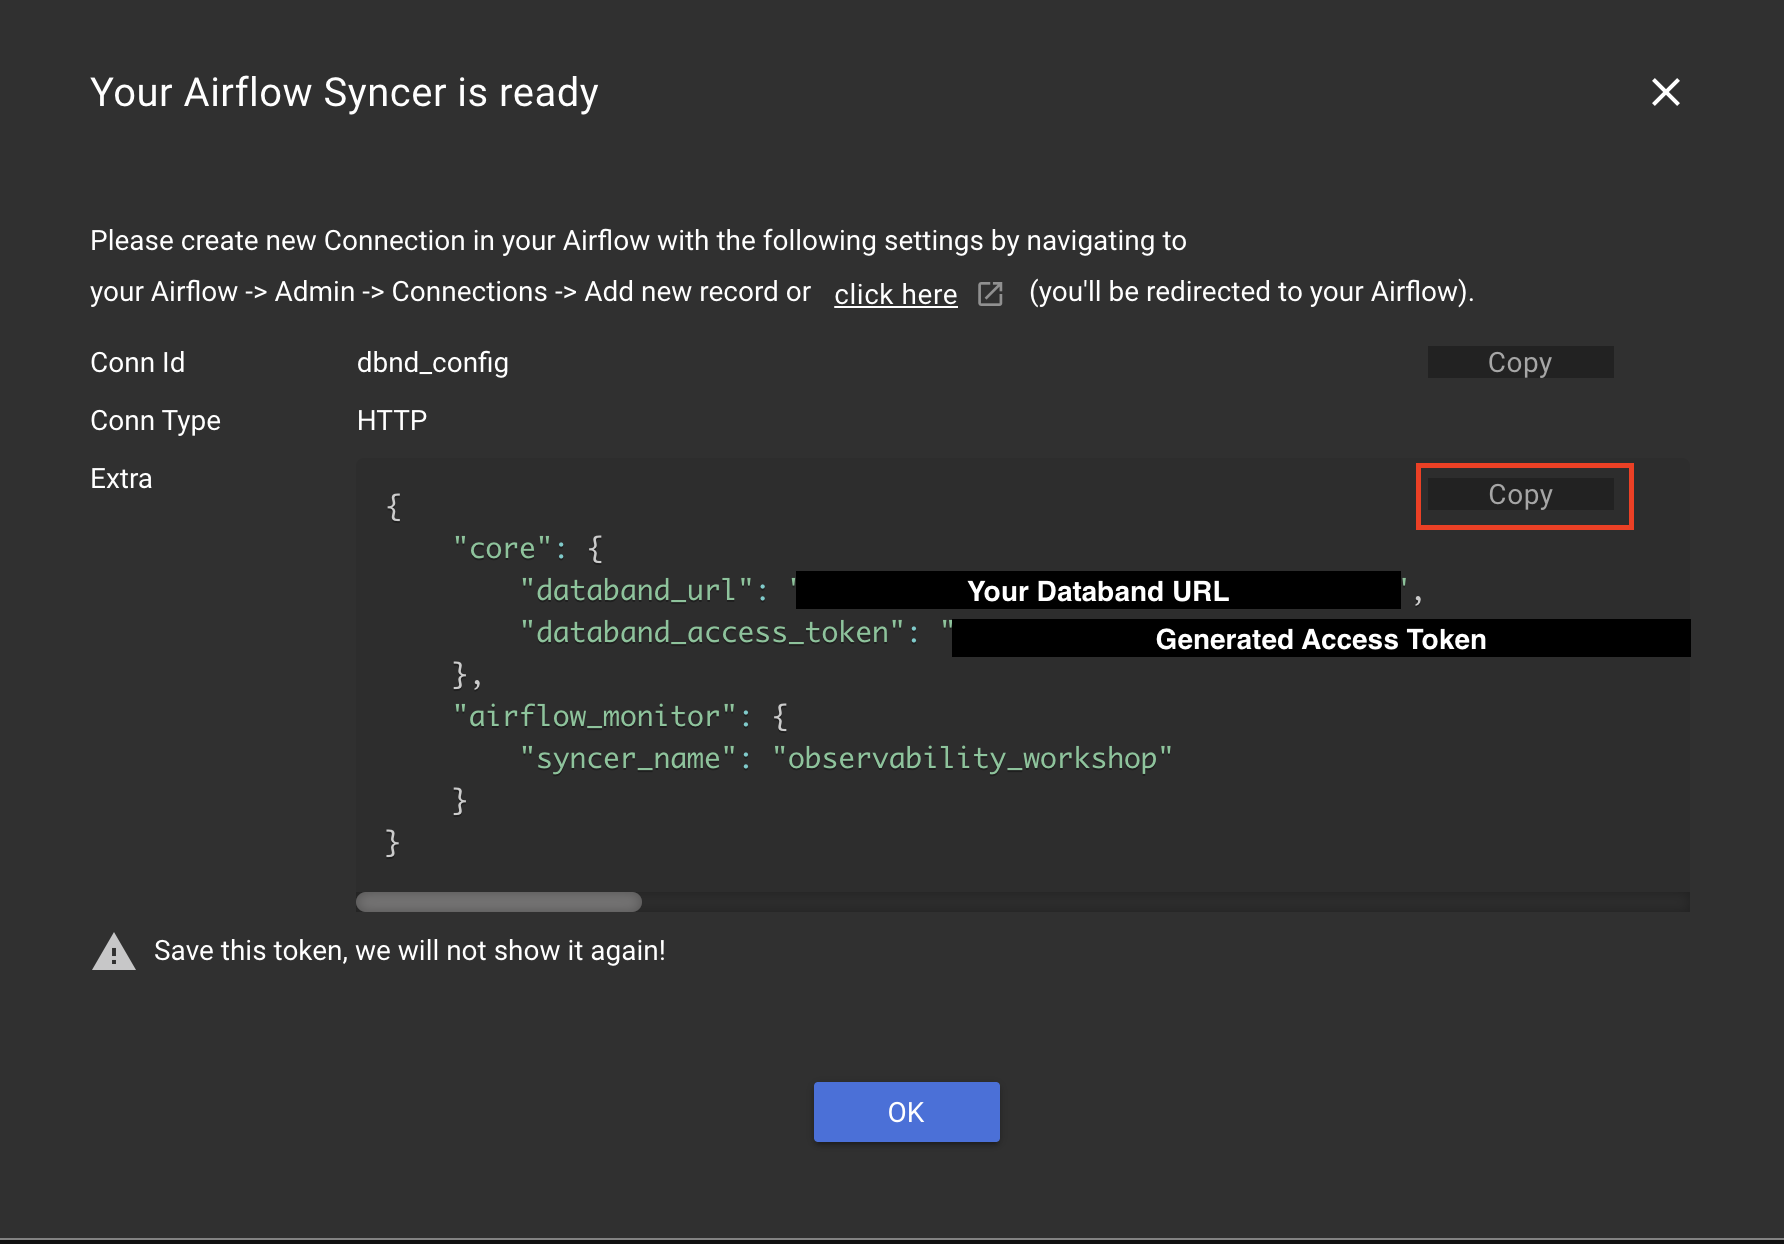 Your Airflow Syncer is ready
Please create new Connection in your Airflow with the following settings by navigating to
your Airflow -> Admin -> Connections -> Add new record or click here (you'll be redirected to your Airflow).
Conn Id dbnd_config Copy
Conn Type HTTP
Extra Copy
{
"core": {
"databand_url": "Your Databand URL",
"databand_access_token": "Generated Access Token
},
"airflow_monitor": {
"syncer_name": "observability_workshop"
}
}
Save this token, we will not show it again!
OK